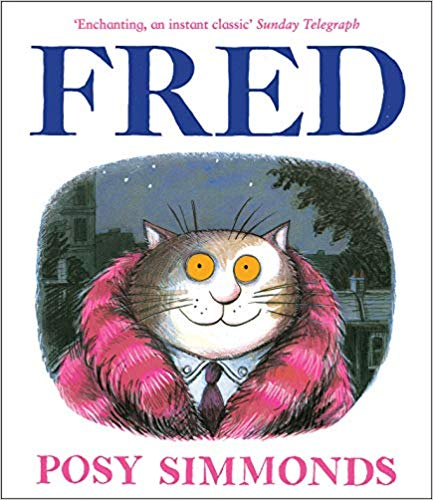 ‘Enchanting, an instant classic’ Sunday Telegraph
FRED
POSY SIMMONDS